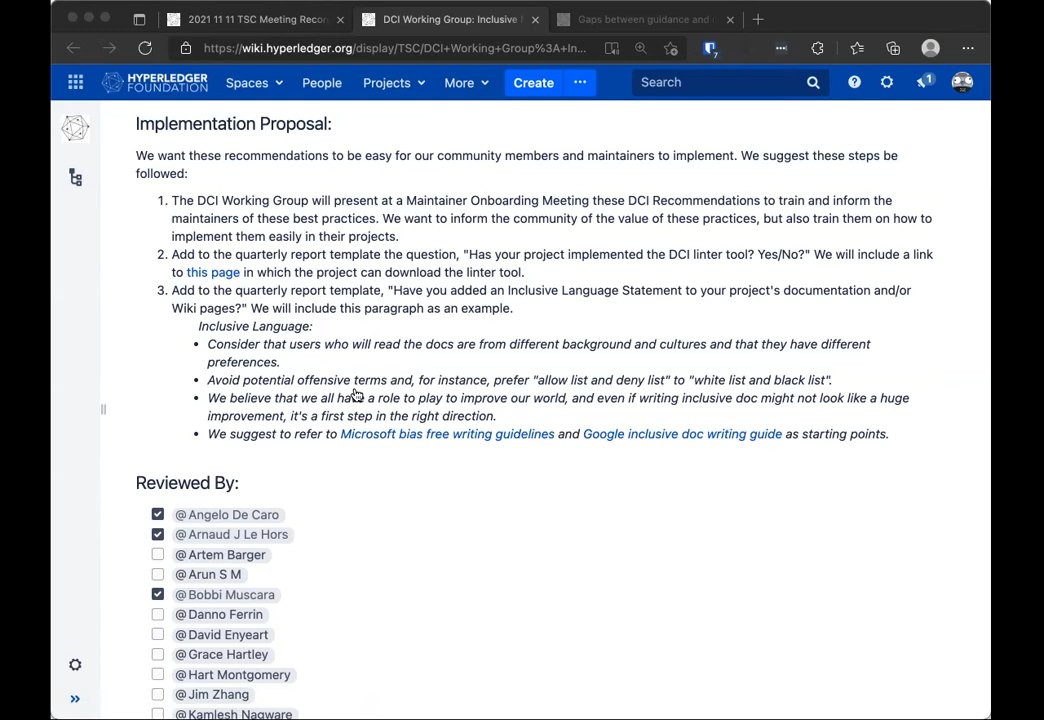 2021 11 11 TSC Meeting Recor
DCI Working Group: Inclusive
Gaps between guidance and
https://wiki.hyperledger.org/display/TSC/DCI+Working+Group%3A+In...
7
HYPERLEDGER
FOUNDATION
Spaces
People
Projects
More
Create
Search
1
Implementation Proposal:
We want these recommendations to be easy for our community members and maintainers to implement. We suggest these steps be
followed:
1. The DCI Working Group will present at a Maintainer Onboarding Meeting these DCI Recommendations to train and inform the
maintainers of these best practices. We want to inform the community of the value of these practices, but also train them on how to
implement them easily in their projects.
2. Add to the quarterly report template the question, "Has your project implemented the DCI linter tool? Yes/No?" We will include a link
to this page in which the project can download the linter tool.
3. Add to the quarterly report template, "Have you added an Inclusive Language Statement to your project's documentation and/or
Wiki pages?" We will include this paragraph as an example.
Inclusive Language:
• Consider that users who will read the docs are from different background and cultures and that they have different
preferences.
• Avoid potential offensive terms and, for instance, prefer "allow list and deny list" to "white list and black list".
• We believe that we all have a role to play to improve our world, and even if writing inclusive doc might not look like a huge
improvement, it's a first step in the right direction.
• We suggest to refer to Microsoft bias free writing guidelines and Google inclusive doc writing guide as starting points.
Reviewed By:
@Angelo De Caro
@Arnaud J Le Hors
@Artem Barger
@Arun S M
@Bobbi Muscara
@Danno Ferrin
@David Enyeart
@Grace Hartley
@Hart Montgomery
@Jim Zhang
@Kamlesh Nagware